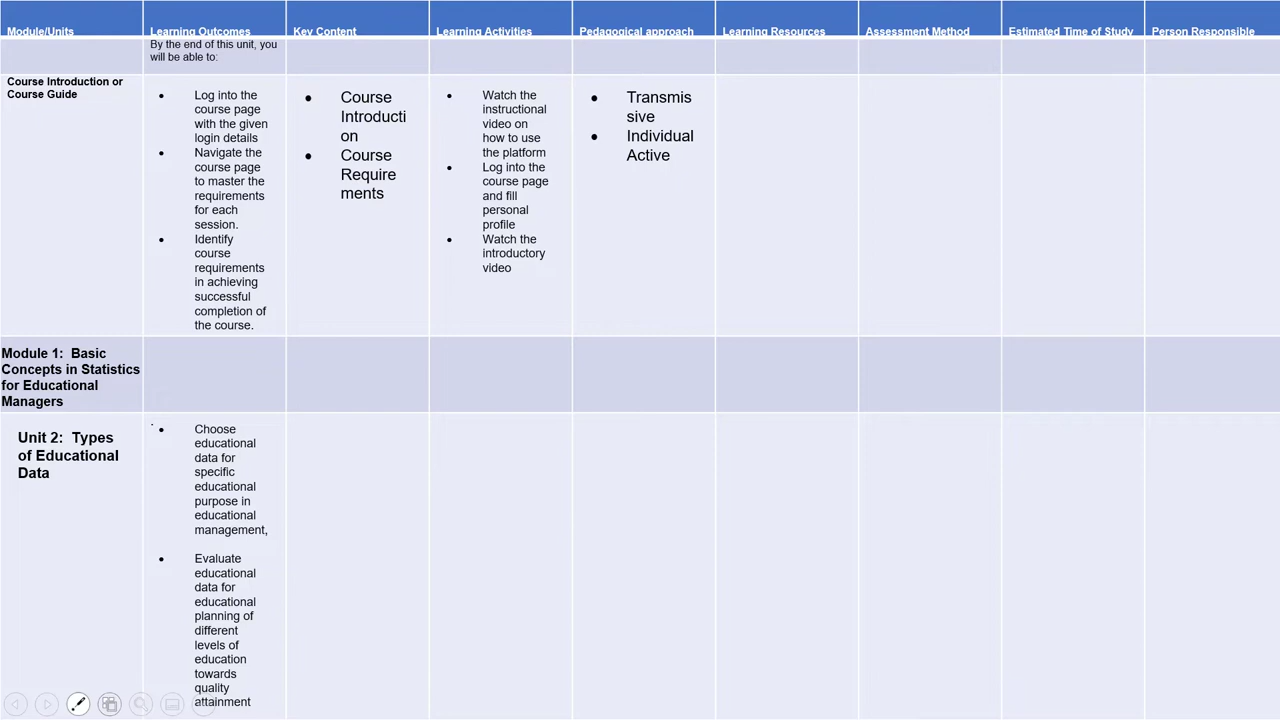 Module/Units
Learning Outcomes
Key Content
Learning Activities
Pedagogical approach
Learning Resources
Assessment Method
Estimated Time of Study
Person Responsible
By the end of this unit, you
will be able to:
Course Introduction or
Course Guide
• Log into the
course page
with the given
login details
• Navigate the
course page
to master the
requirements
for each
session.
• Identify
course
requirements
in achieving
successful
completion of
the course.
• Course
Introducti
on
• Course
Require
ments
• Watch the
instructional
video on
how to use
the platform
• Log into the
course page
and fill
personal
profile
• Watch the
introductory
video
• Transmis
sive
• Individual
Active
Module 1: Basic
Concepts in Statistics
for Educational
Managers
Unit 2: Types
of Educational
Data
.
• Choose
educational
data for
specific
educational
purpose in
educational
management,
• Evaluate
educational
data for
educational
planning of
different
levels of
education
towards
quality
attainment